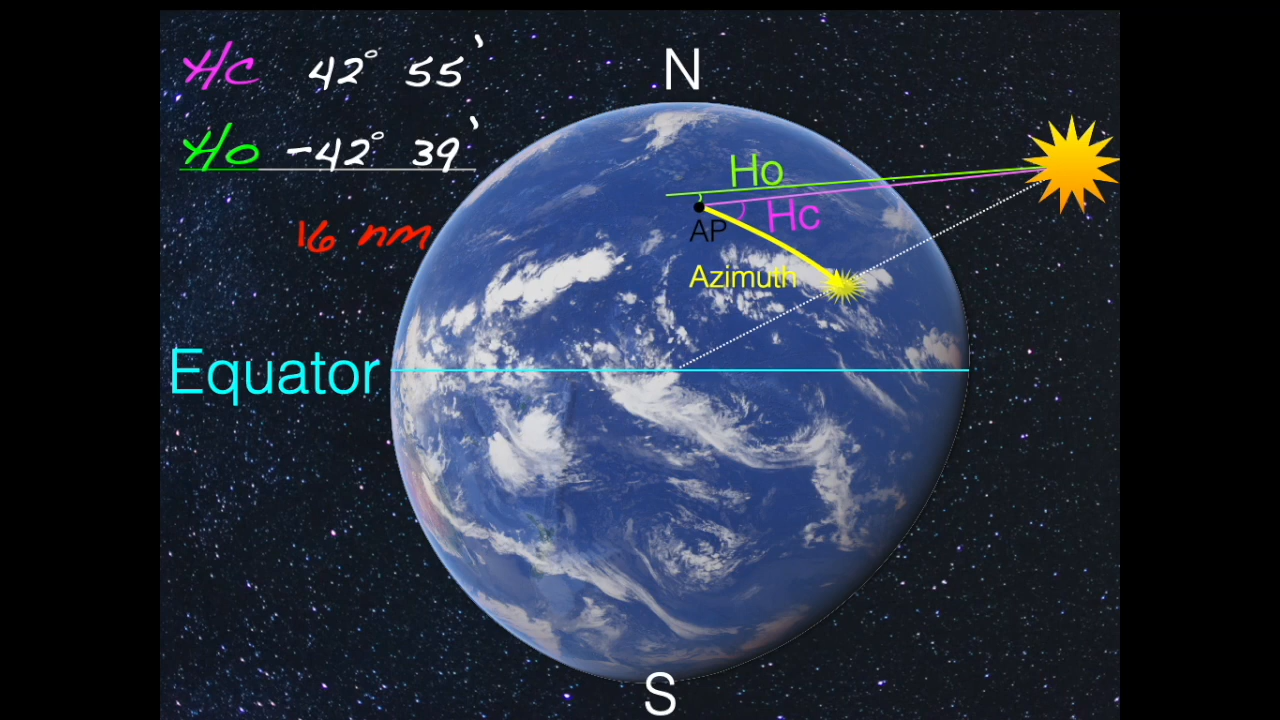 Hc 42° 55'
Ho -42° 39'
16 nm
N
Ho
Hc
AP
Azimuth
Equator
S